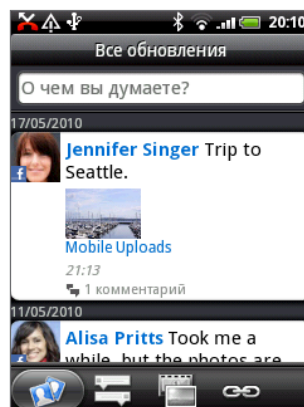 20:10
Все обновления
О чем вы думаете?
17/05/2010
Jennifer Singer Trip to
Seattle.
Mobile Uploads
21:13
1 комментарий
11/05/2010
Alisa Pritts Took me a
while, but the photos are